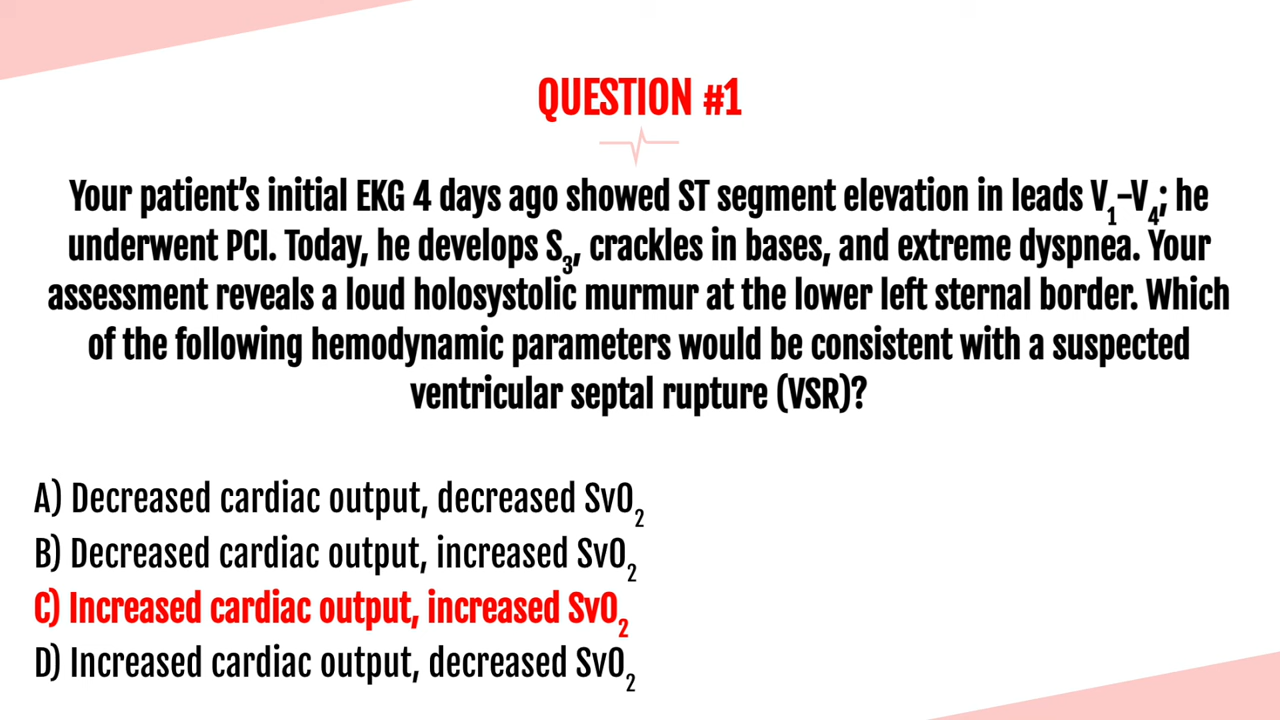 QUESTION #1
Your patient's initial EKG 4 days ago showed ST segment elevation in leads V₁-V₄; he
underwent PCI. Today, he develops S₃, crackles in bases, and extreme dyspnea. Your
assessment reveals a loud holosystolic murmur at the lower left sternal border. Which
of the following hemodynamic parameters would be consistent with a suspected
ventricular septal rupture (VSR)?
A) Decreased cardiac output, decreased SvO₂
B) Decreased cardiac output, increased SvO₂
C) Increased cardiac output, increased SvO₂
D) Increased cardiac output, decreased SvO₂